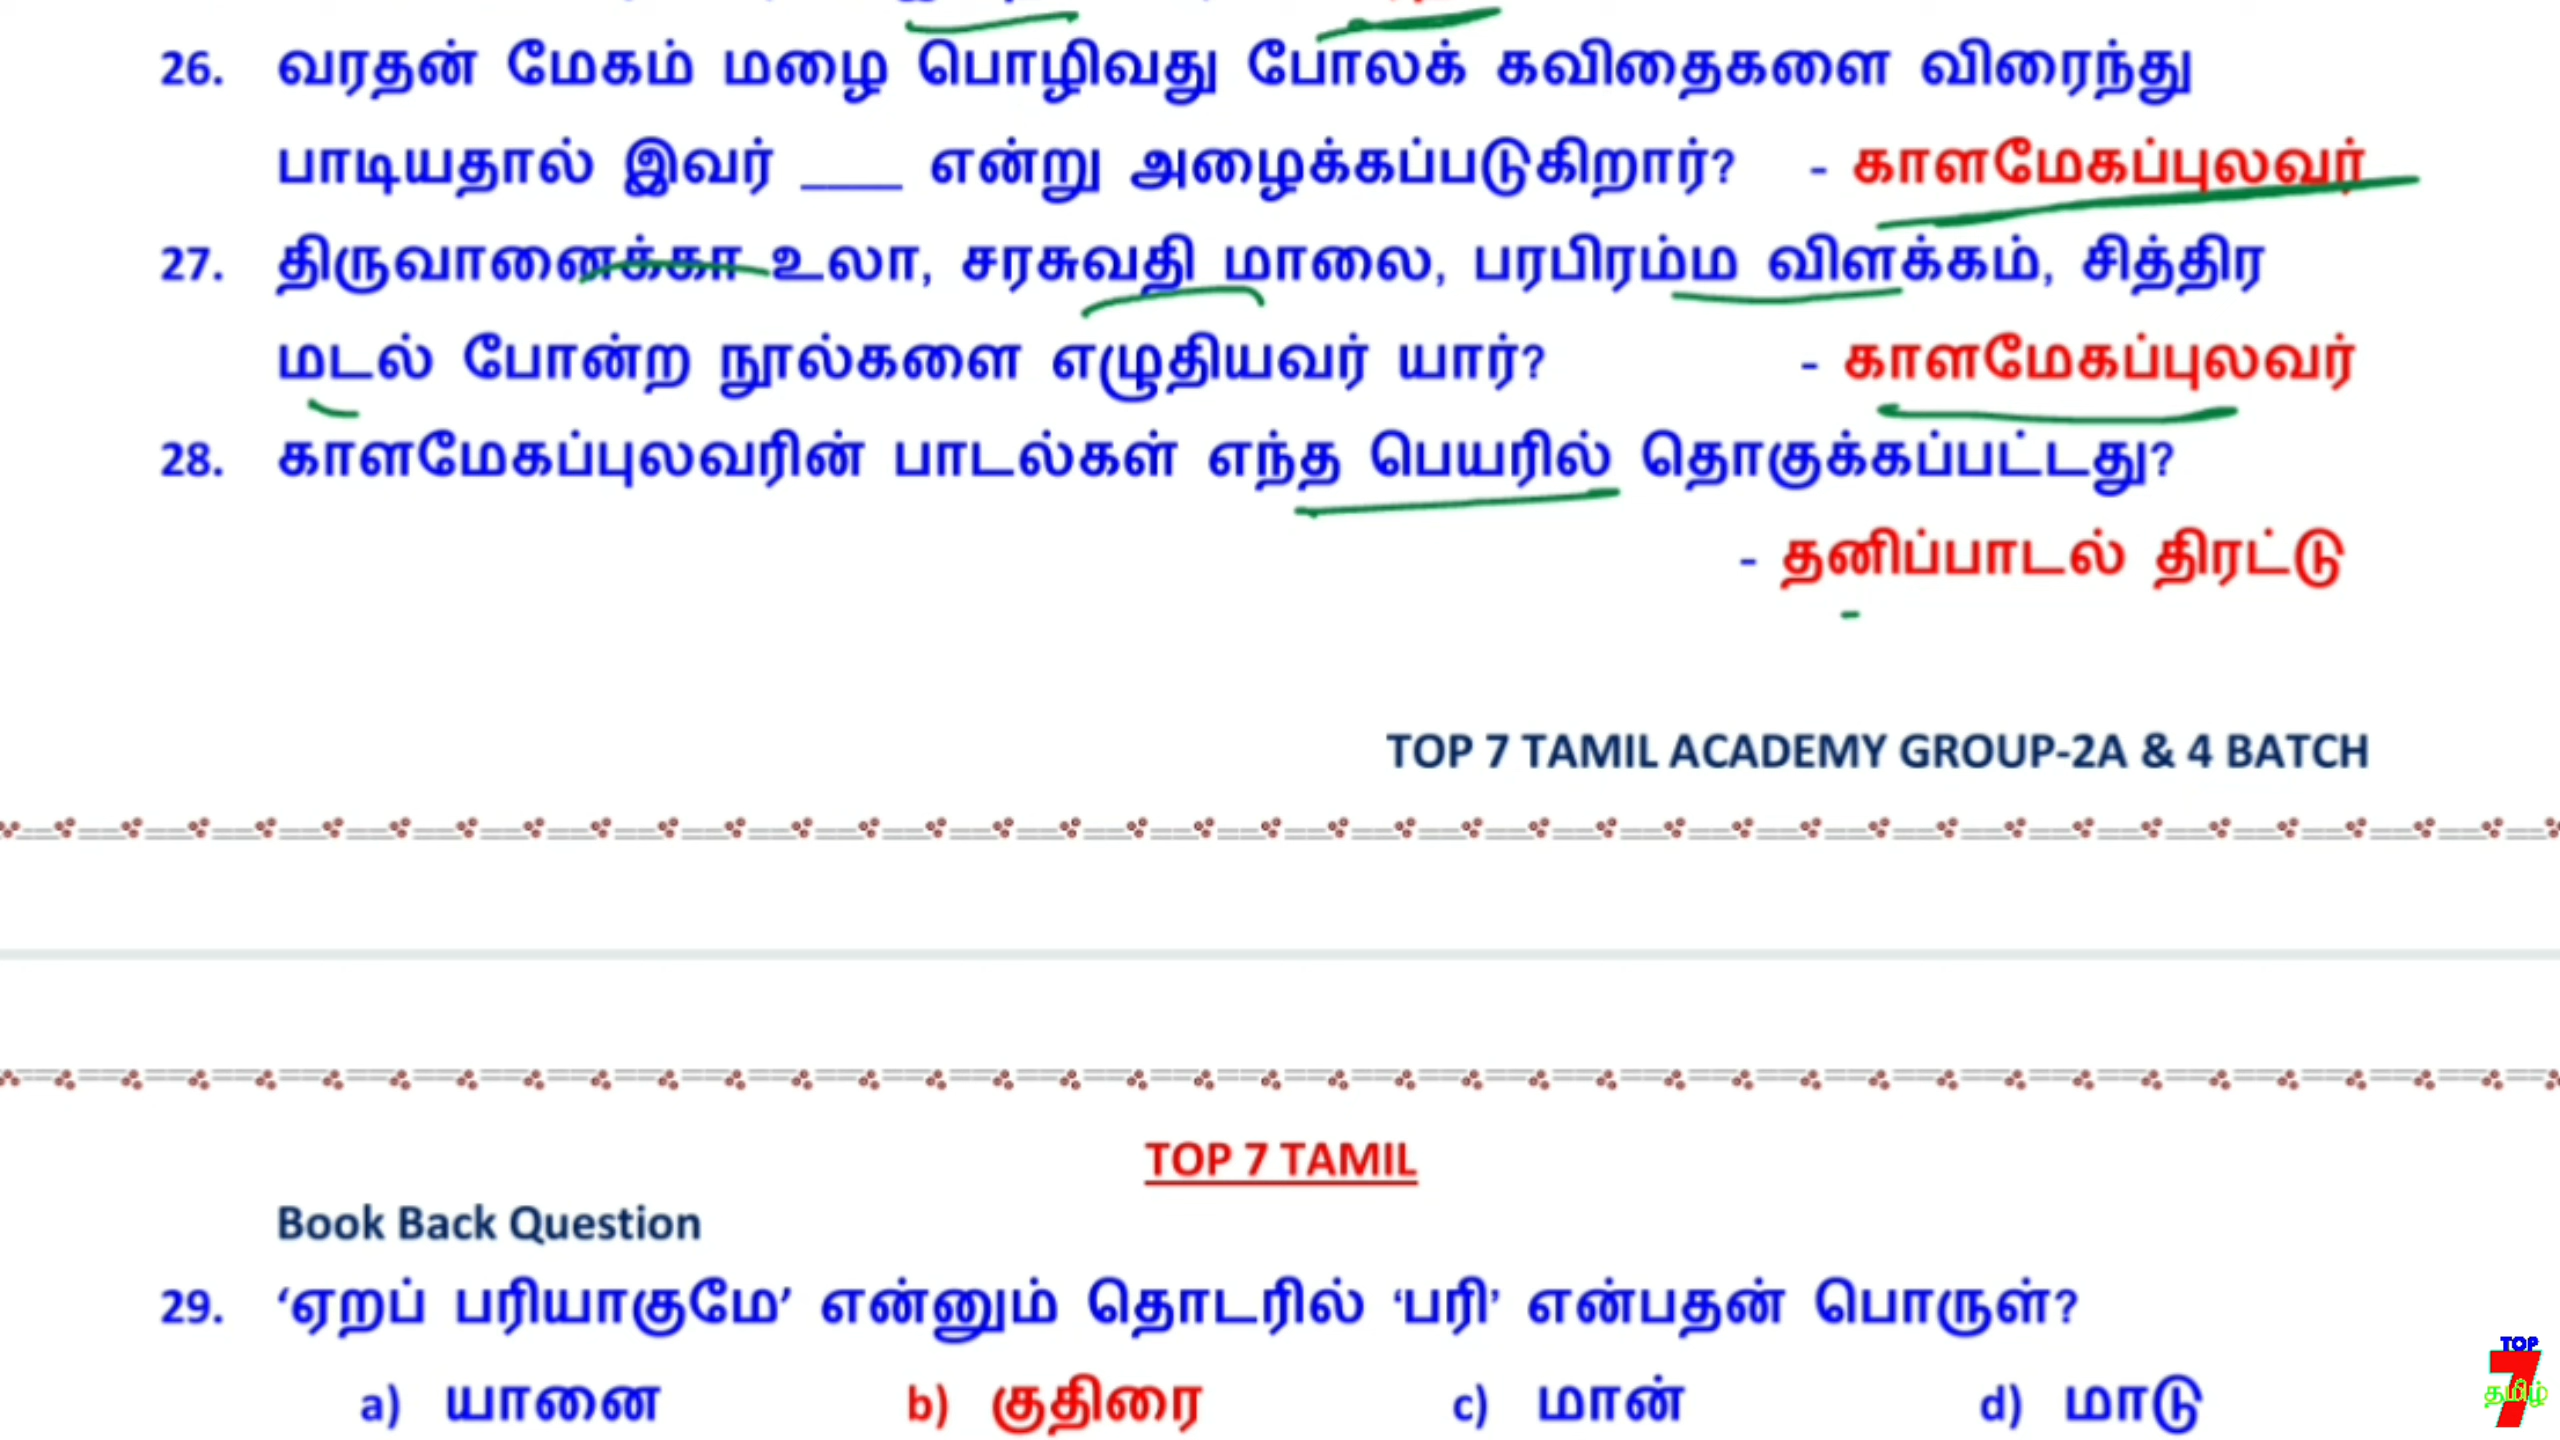 26. வரதன் மேகம் மழை பொழிவது போலக் கவிதைகளை விரைந்து
பாடியதால் இவர் ____ என்று அழைக்கப்படுகிறார்? - காளமேகப்புலவர்
27. திருவானைக்கா உலா, சரசுவதி மாலை, பரபிரம்ம விளக்கம், சித்திர
மடல் போன்ற நூல்களை எழுதியவர் யார்? - காளமேகப்புலவர்
28. காளமேகப்புலவரின் பாடல்கள் எந்த பெயரில் தொகுக்கப்பட்டது?
- தனிப்பாடல் திரட்டு
TOP 7 TAMIL ACADEMY GROUP-2A & 4 BATCH
TOP 7 TAMIL
Book Back Question
29. ‘ஏறப் பரியாகுமே’ என்னும் தொடரில் ‘பரி’ என்பதன் பொருள்?
a) யானை b) குதிரை c) மான் d) மாடு
TOP
7
தமிழ்